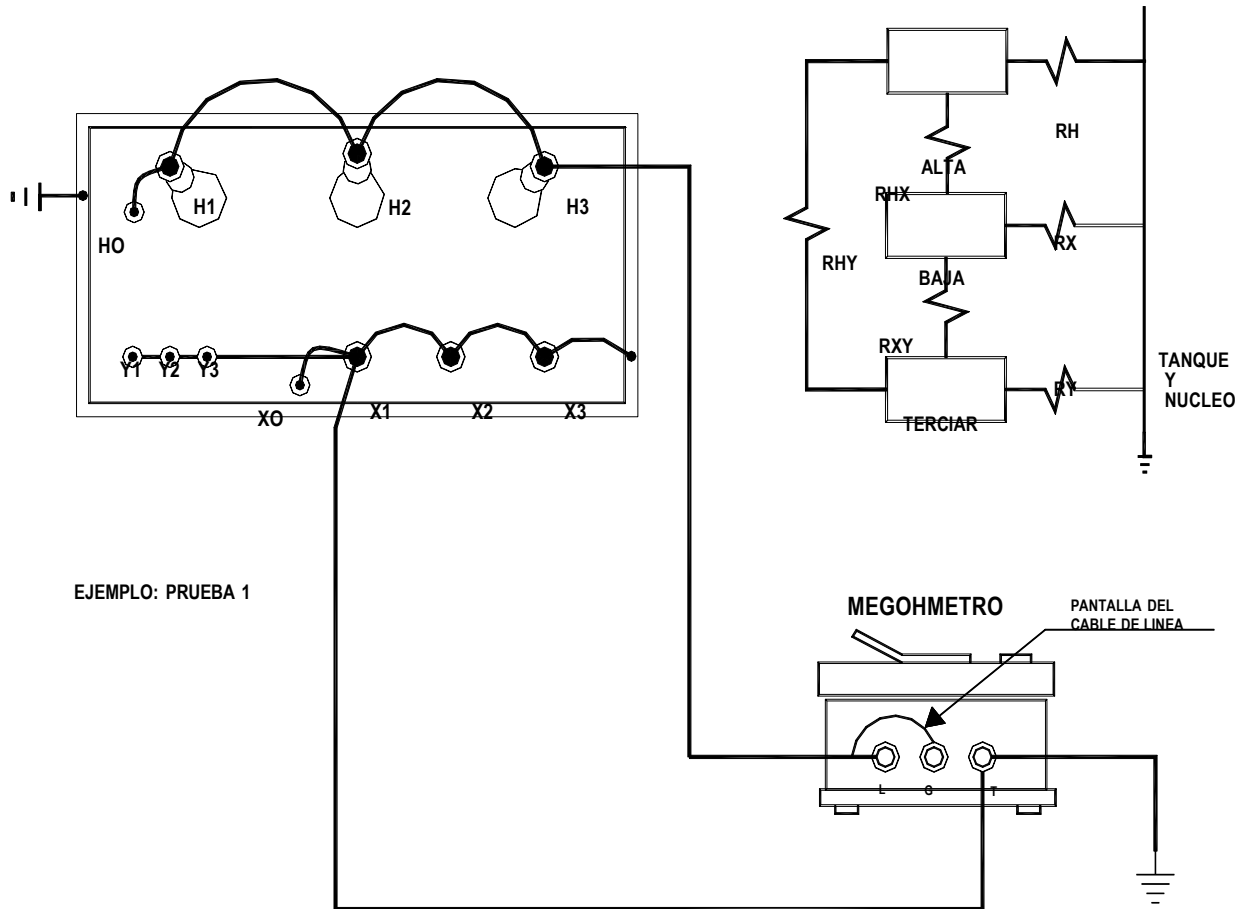 H1
H2
H3
HO
Y1 Y2 Y3
XO
X1
X2
X3
RH
ALTA
RHX
RX
RHY
BAJA
RXY
RY
TERCIAR
TANQUE
Y
NUCLEO
EJEMPLO: PRUEBA 1
MEGOHMETRO
PANTALLA DEL
CABLE DE LINEA
L G T